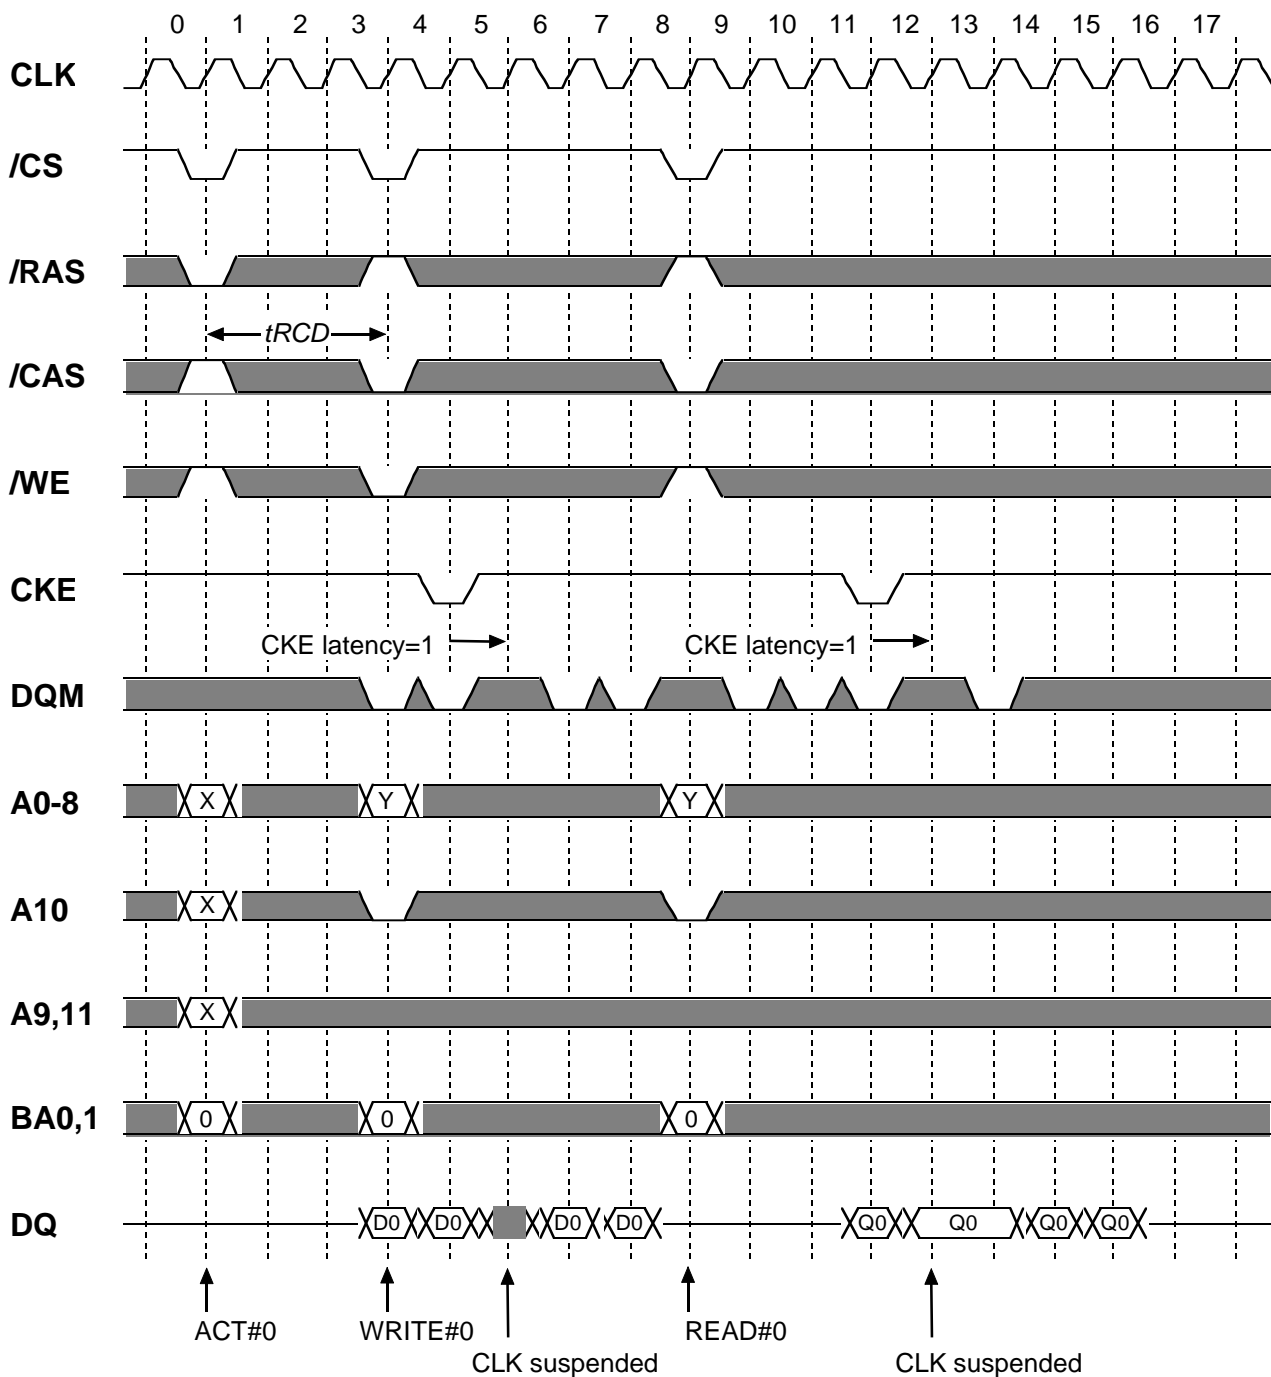 0 1 2 3 4 5 6 7 8 9 10 11 12 13 14 15 16 17
CLK
/CS
/RAS
tRCD
/CAS
/WE
CKE
CKE latency=1 CKE latency=1
DQM
A0-8 X Y Y
A10 X
A9,11 X
BA0,1 0 0 0
DQ D0 D0 D0 D0 Q0 Q0 Q0 Q0
ACT#0 WRITE#0 READ#0
CLK suspended CLK suspended